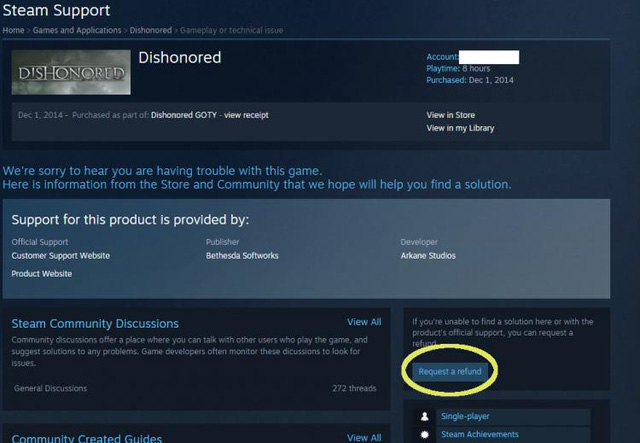 Steam Support
Home > Games and Applications > Dishonored > Gameplay or technical issue
DISHONORED
Dishonored
Account:
Playtime: 8 hours
Purchased: Dec 1, 2014
Dec 1, 2014 - Purchased as part of: Dishonored GOTY - view receipt
View in Store
View in my Library
We're sorry to hear you are having trouble with this game.
Here is information from the Store and Community that we hope will help you find a solution.
Support for this product is provided by:
Official Support
Publisher
Developer
Customer Support Website
Bethesda Softworks
Arkane Studios
Product Website
Steam Community Discussions
View All
Community discussions offer a place where you can talk with other users who play the game, and
suggest solutions to any problems. Game developers often monitor these dicussions to look for
issues.
General Discussions
272 threads
If you're unable to find a solution here or with the
product's official support, you can request a
refund.
Request a refund
Single-player
Steam Achievements
Community Created Guides
View All